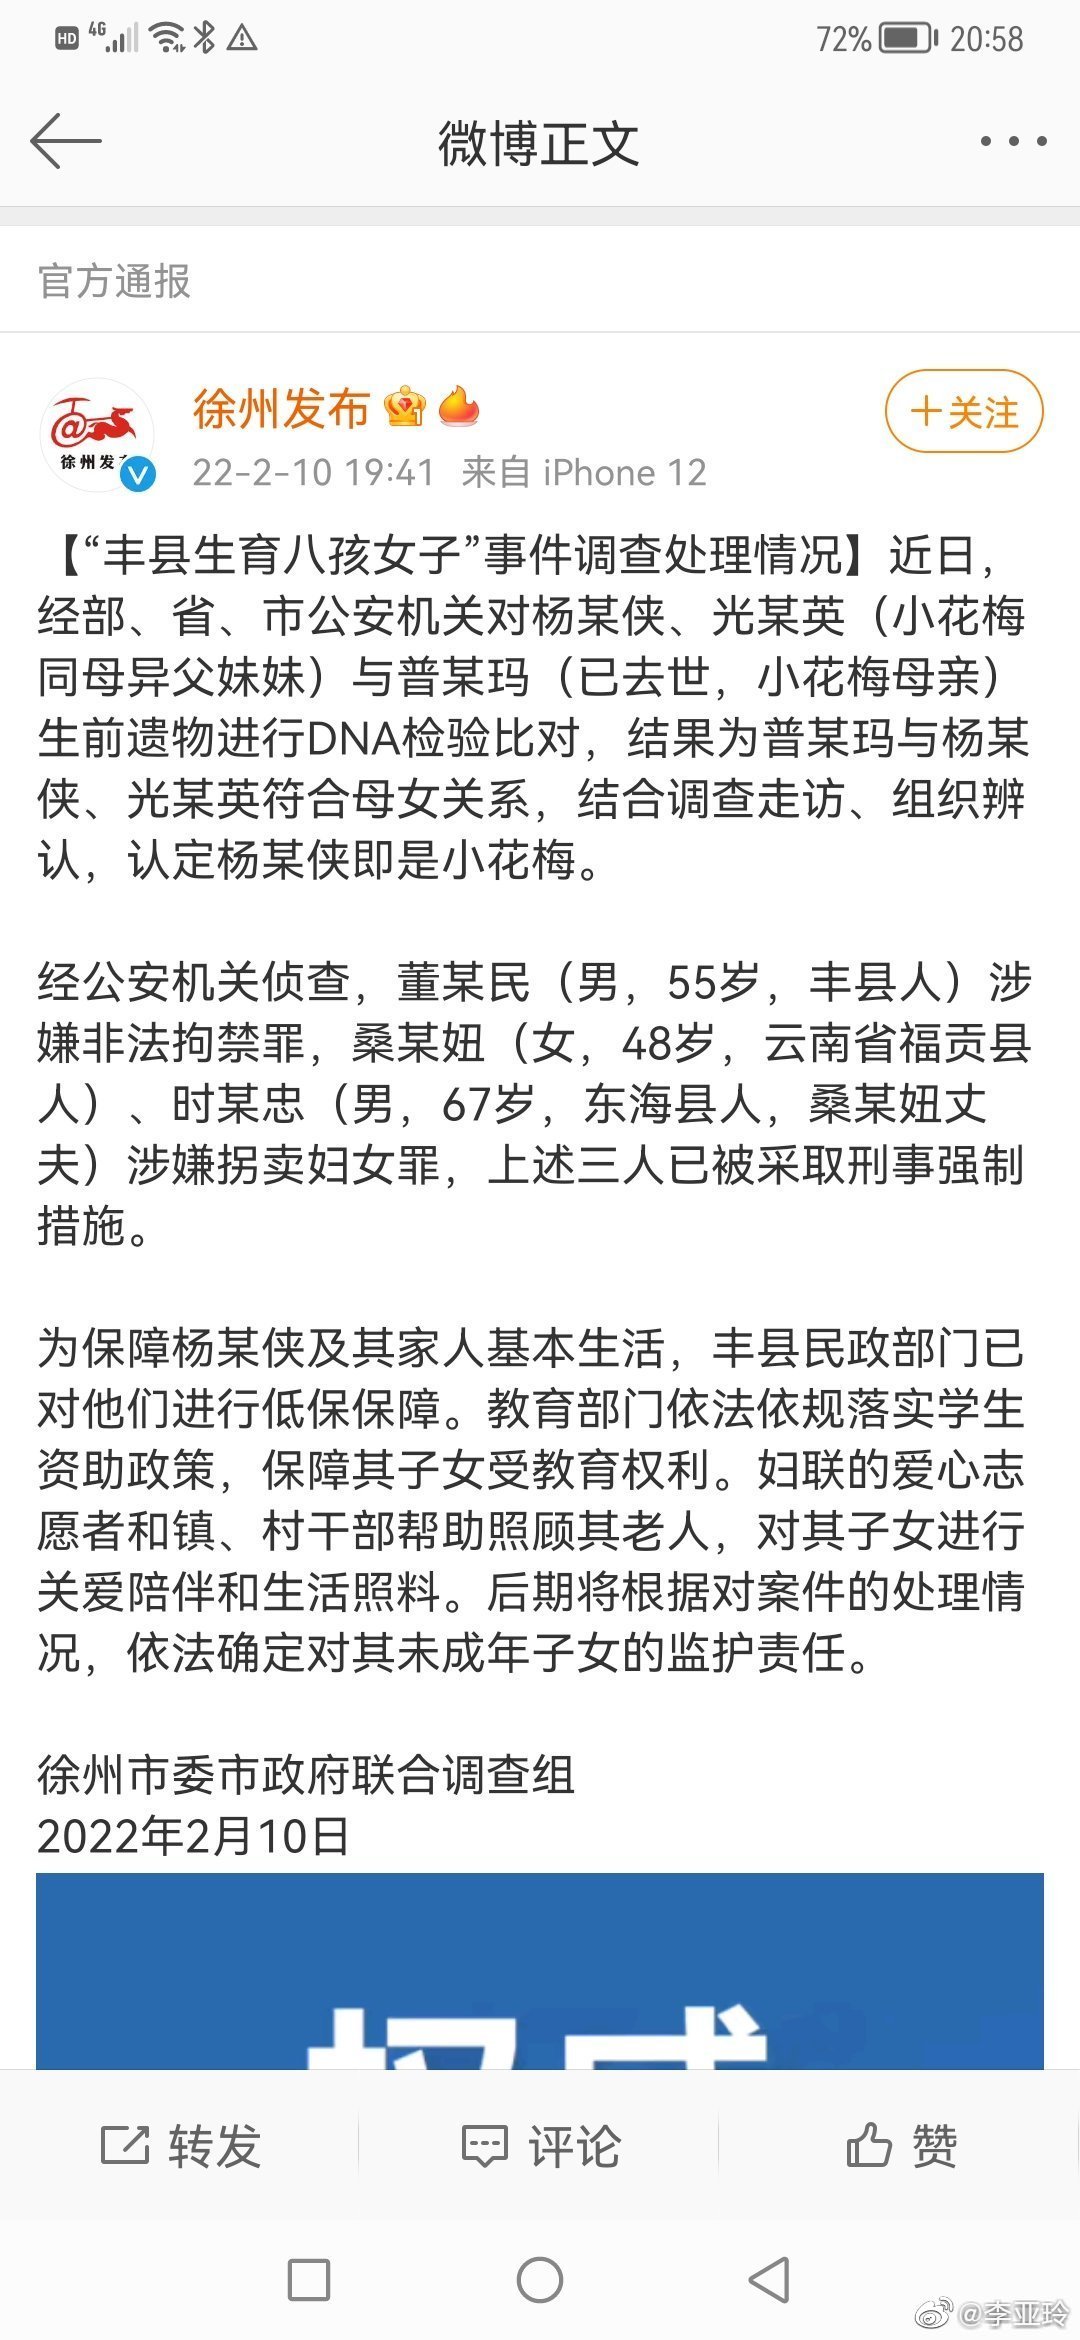 HD 4G 72% 20:58
微博正文
官方通报
徐州发布
+关注
22-2-10 19:41 来自 iPhone 12
徐州发布
【“丰县生育八孩女子”事件调查处理情况】近日，
经部、省、市公安机关对杨某侠、光某英（小花梅
同母异父妹妹）与普某玛（已去世，小花梅母亲）
生前遗物进行DNA检验比对，结果为普某玛与杨某
侠、光某英符合母女关系，结合调查走访、组织辨
认，认定杨某侠即是小花梅。
经公安机关侦查，董某民（男，55岁，丰县人）涉
嫌非法拘禁罪，桑某妞（女，48岁，云南省福贡县
人）、时某忠（男，67岁，东海县人，桑某妞丈
夫）涉嫌拐卖妇女罪，上述三人已被采取刑事强制
措施。
为保障杨某侠及其家人基本生活，丰县民政部门已
对他们进行低保保障。教育部门依法依规落实学生
资助政策，保障其子女受教育权利。妇联的爱心志
愿者和镇、村干部帮助照顾其老人，对其子女进行
关爱陪伴和生活照料。后期将根据对案件的处理情
况，依法确定对其未成年子女的监护责任。
徐州市委市政府联合调查组
2022年2月10日
权威
转发 评论 赞
@李亚玲